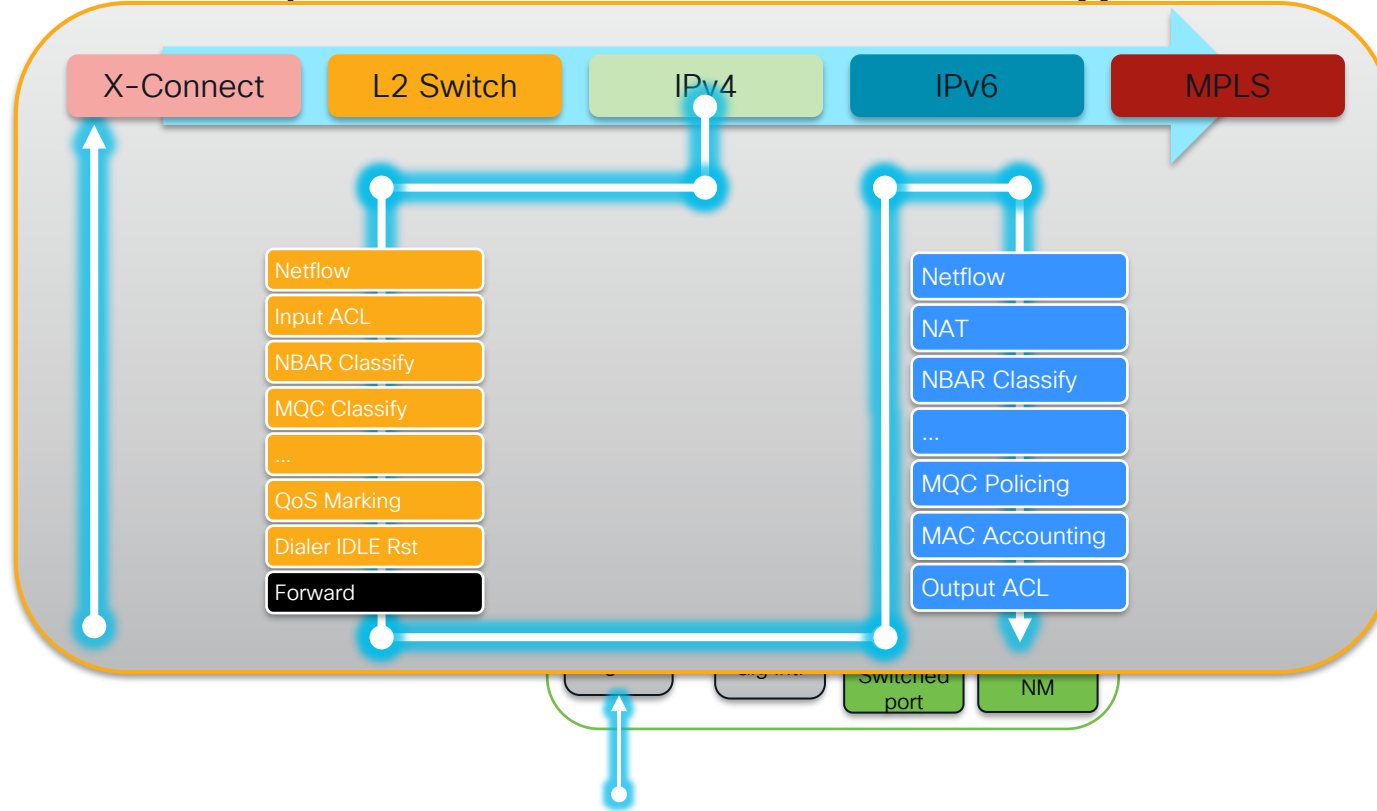 X-Connect
L2 Switch
IPv4
IPv6
MPLS
Netflow
Input ACL
NBAR Classify
MQC Classify
...
QoS Marking
Dialer IDLE Rst
Forward
Netflow
NAT
NBAR Classify
...
MQC Policing
MAC Accounting
Output ACL
Switched
port
NM